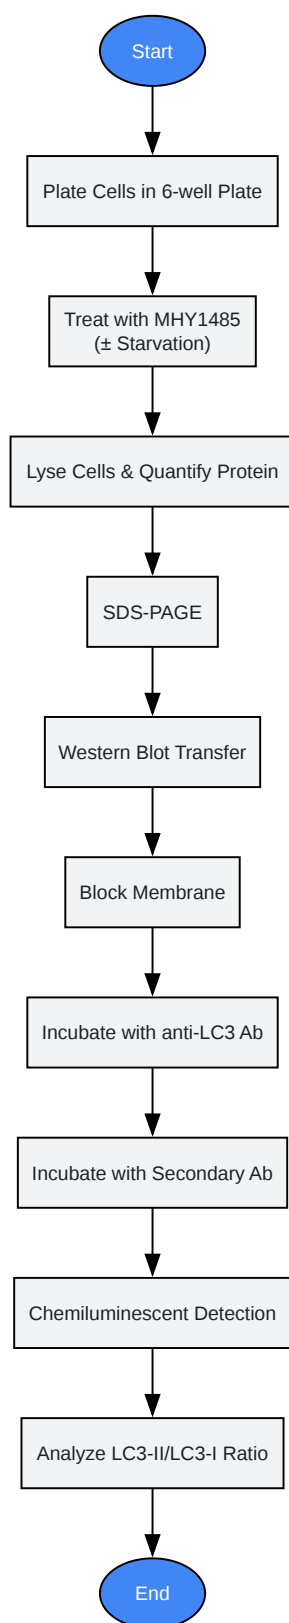 Start
Plate Cells in 6-well Plate
Treat with MHY1485
(± Starvation)
Lyse Cells & Quantify Protein
SDS-PAGE
Western Blot Transfer
Block Membrane
Incubate with anti-LC3 Ab
Incubate with Secondary Ab
Chemiluminescent Detection
Analyze LC3-II/LC3-I Ratio
End